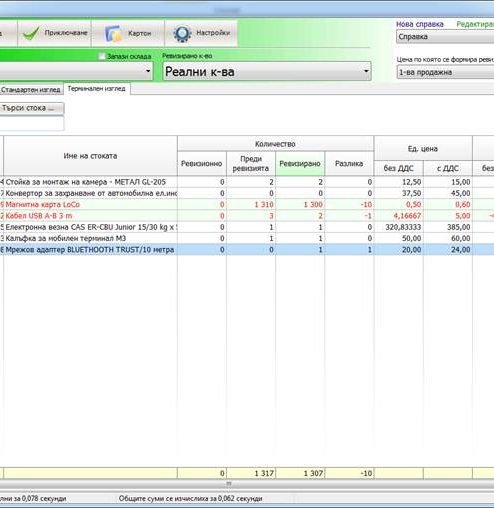 Приключване Картон Настройки
Нова справка Редактира
Справка
Запази склада Ревизирано к-во
Реални к-ва
Цена по която се формира реви
1-ва продажна
Стандартен изглед Терминален изглед
Търси стока ...
Име на стоката Количество Ед. цена
Ревизионно Преди ревизията Ревизирано Разлика без ДДС с ДДС без
4 Стойка за монтаж на камера - МЕТАЛ GL-205 0 2 2 0 12,50 15,00
Конвертор за захранване от автомобилна ел.инс 0 0 0 0 37,50 45,00
Магнитна карта LoCo 0 1 310 1 300 -10 0,50 0,60
2 Кабел USB A-B 3 m 0 3 2 -1 4,16667 5,00
5 Електронна везна CAS ER-CBU Junior 15/30 kg x 0 1 1 0 320,83333 385,00
3 Калъфка за мобилен терминал M3 0 1 1 0 50,00 60,00
Мрежов адаптер BLUETHOOTH TRUST/10 метра 0 0 1 1 20,00 24,00
0 1 317 1 307 -10
лни за 0,078 секунди Общите суми се изчислиха за 0,062 секунди